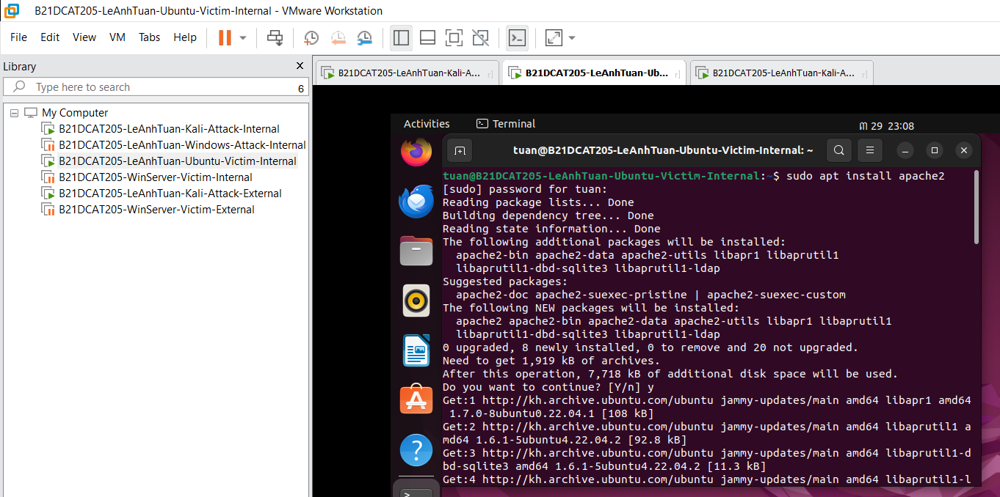 B21DCAT205-LeAnhTuan-Ubuntu-Victim-Internal - VMware Workstation
File Edit View VM Tabs Help
Library
Type here to search
6
My Computer
B21DCAT205-LeAnhTuan-Kali-Attack-Internal
B21DCAT205-LeAnhTuan-Windows-Attack-Internal
B21DCAT205-LeAnhTuan-Ubuntu-Victim-Internal
B21DCAT205-WinServer-Victim-Internal
B21DCAT205-LeAnhTuan-Kali-Attack-External
B21DCAT205-WinServer-Victim-External
B21DCAT205-LeAnhTuan-Kali-A...
B21DCAT205-LeAnhTuan-Ub...
B21DCAT205-LeAnhTuan-Kali-A...
Activities Terminal
29 23:08
tuan@B21DCAT205-LeAnhTuan-Ubuntu-Victim-Internal: ~
tuan@B21DCAT205-LeAnhTuan-Ubuntu-Victim-Internal:~$ sudo apt install apache2
[sudo] password for tuan:
Reading package lists... Done
Building dependency tree... Done
Reading state information... Done
The following additional packages will be installed:
apache2-bin apache2-data apache2-utils libapr1 libaprutil1
libaprutil1-dbd-sqlite3 libaprutil1-ldap
Suggested packages:
apache2-doc apache2-suexec-pristine | apache2-suexec-custom
The following NEW packages will be installed:
apache2 apache2-bin apache2-data apache2-utils libapr1 libaprutil1
libaprutil1-dbd-sqlite3 libaprutil1-ldap
0 upgraded, 8 newly installed, 0 to remove and 20 not upgraded.
Need to get 1,919 kB of archives.
After this operation, 7,718 kB of additional disk space will be used.
Do you want to continue? [Y/n] y
Get:1 http://kh.archive.ubuntu.com/ubuntu jammy-updates/main amd64 libapr1 amd64
1.7.0-8ubuntu0.22.04.1 [108 kB]
Get:2 http://kh.archive.ubuntu.com/ubuntu jammy-updates/main amd64 libaprutil1 a
md64 1.6.1-5ubuntu4.22.04.2 [92.8 kB]
Get:3 http://kh.archive.ubuntu.com/ubuntu jammy-updates/main amd64 libaprutil1-d
bd-sqlite3 amd64 1.6.1-5ubuntu4.22.04.2 [11.3 kB]
Get:4 http://kh.archive.ubuntu.com/ubuntu jammy-updates/main amd64 libaprutil1-l